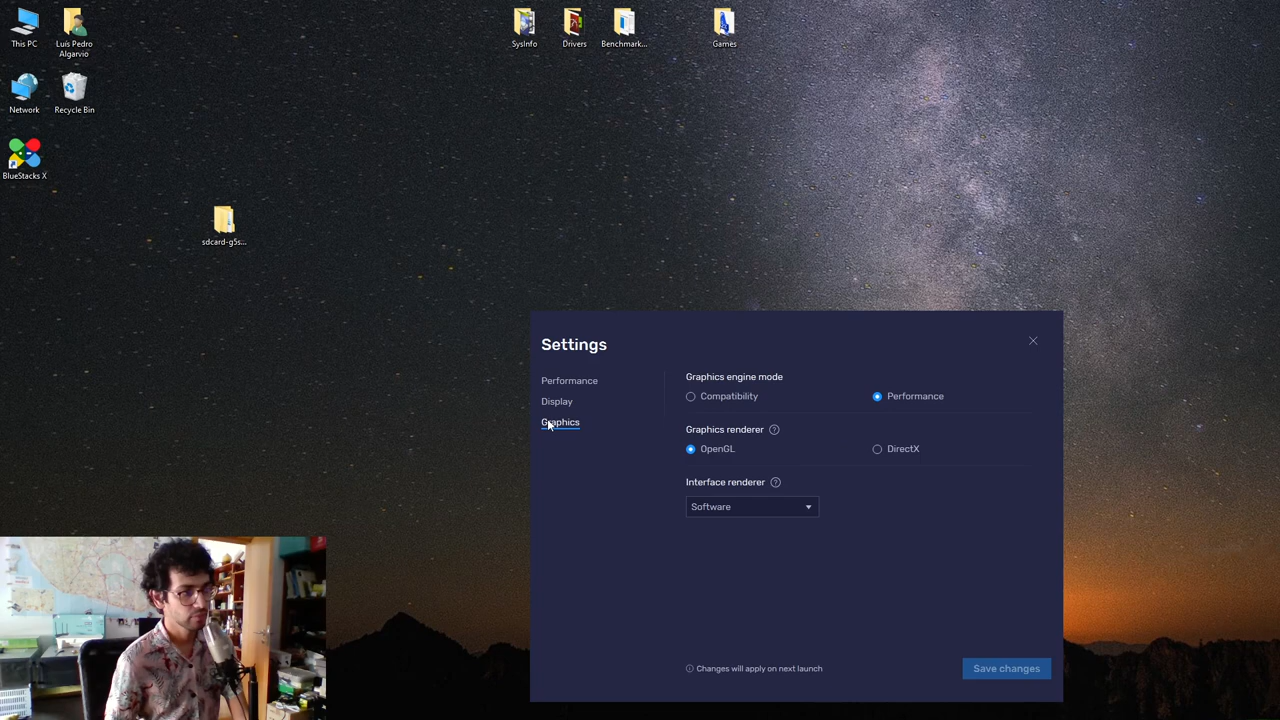 This PC
Luís Pedro
Algarvio
SysInfo
Drivers
Benchmark...
Games
Network
Recycle Bin
BlueStacks X
sdcard-g5s...
Settings
Performance
Display
Graphics
Graphics engine mode
Compatibility
Performance
Graphics renderer
OpenGL
DirectX
Interface renderer
Software
Changes will apply on next launch
Save changes